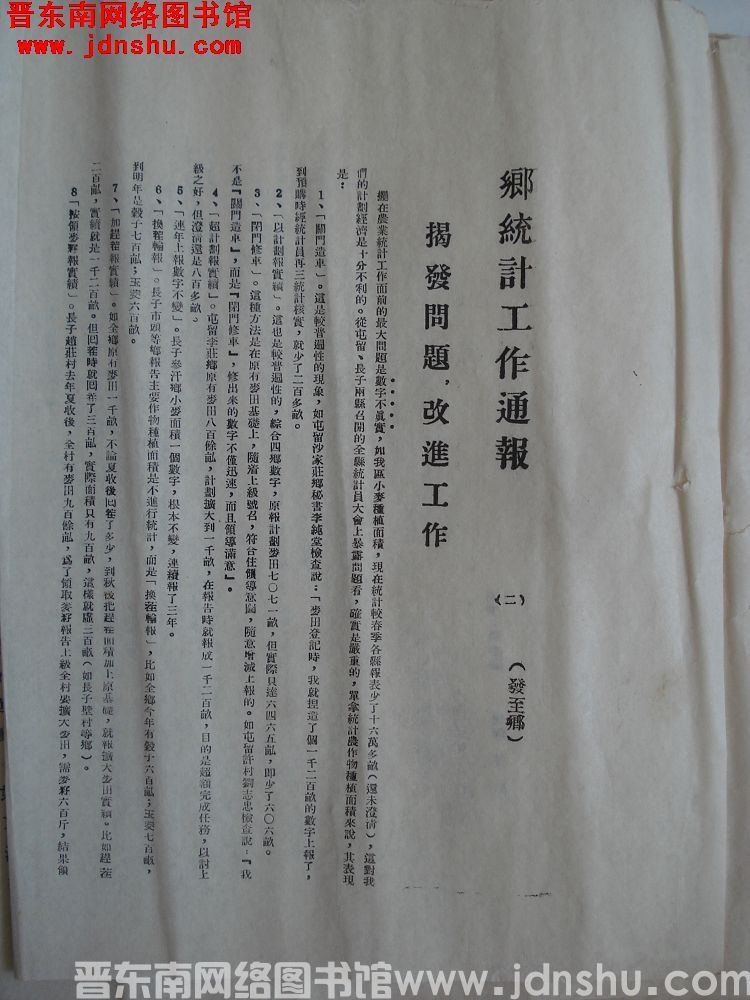 晋东南网络图书馆
www.jdnshu.com
鄉統計工作通報
(二)
(發至鄉)
揭發問題，改進工作
擺在農業統計工作面前的最大問題是數字不眞實，如我區小麥種植面積，現在統計較春季各縣報表少了十六萬多畝(還未澄淸)，這對我
們的計劃經濟是十分不利的。從屯留、長子兩縣召開的全縣統計員大會上暴露問題看，確實是嚴重的，單拿統計農作物種植面積來說，其表現
是：
1、「關門造車」。這是較普遍性的現象，如屯留沙家莊鄉秘書李純堂檢查說：「麥田登記時，我就捏造了個一千二百畝的數字上報了，
到預購時經統計員再三統計核實，就少了二百多畝。
2、「以計劃報實績」。這也是較普遍性的，綜合四鄉數字，原報計劃麥田七〇七一畝，但實際只達六四六五畝，即少了六〇六畝。
3、「閉門修車」。這種方法是在原有麥田基礎上，隨着上級號召，符合住領導意圖，隨意增減上報的。如屯留許村劉志忠檢查說：『我
不是『關門造車』，而是『閉門修車』，修出來的數字不僅迅速，而且領導滿意』。
4、「超計劃報實績」。屯留李莊鄉原有麥田八百餘畝，計劃擴大到一千畝，在報告時就報成一千二百畝，目的是超額完成任務，以討上
級之好，但澄淸還是八百多畝。
5、「連年上報數字不變」。長子參汗鄉小麥面積一個數字，根本不變，連續報了三年。
6、「換茬輪報」。長子市頭等鄉報告主要作物種植面積是不進行統計，而是「換茬輪報」，比如全鄉今年有穀子六百畝；玉茭七百畝，
到明年是穀子七百畝；玉茭六百畝。
7、「加趕茬報實績」。如全鄉原有麥田一千畝，不論夏收後回茬了多少，到秋後把趕茬面積加上原基礎，就報擴大麥田實績。比如趕茬
二百畝，實績就是一千二百畝。但回茬時就回茬了三百畝，實際面積只有九百畝，這樣就虛三百畝(如長子壁村等鄉)。
8「按領麥籽報實績」。長子趙莊村去年夏收後，全村有麥田九百餘畝，爲了領取麥籽報告上級全村要擴大麥田，需麥籽六百斤，結果領
晋东南网络图书馆www.jdnshu.com